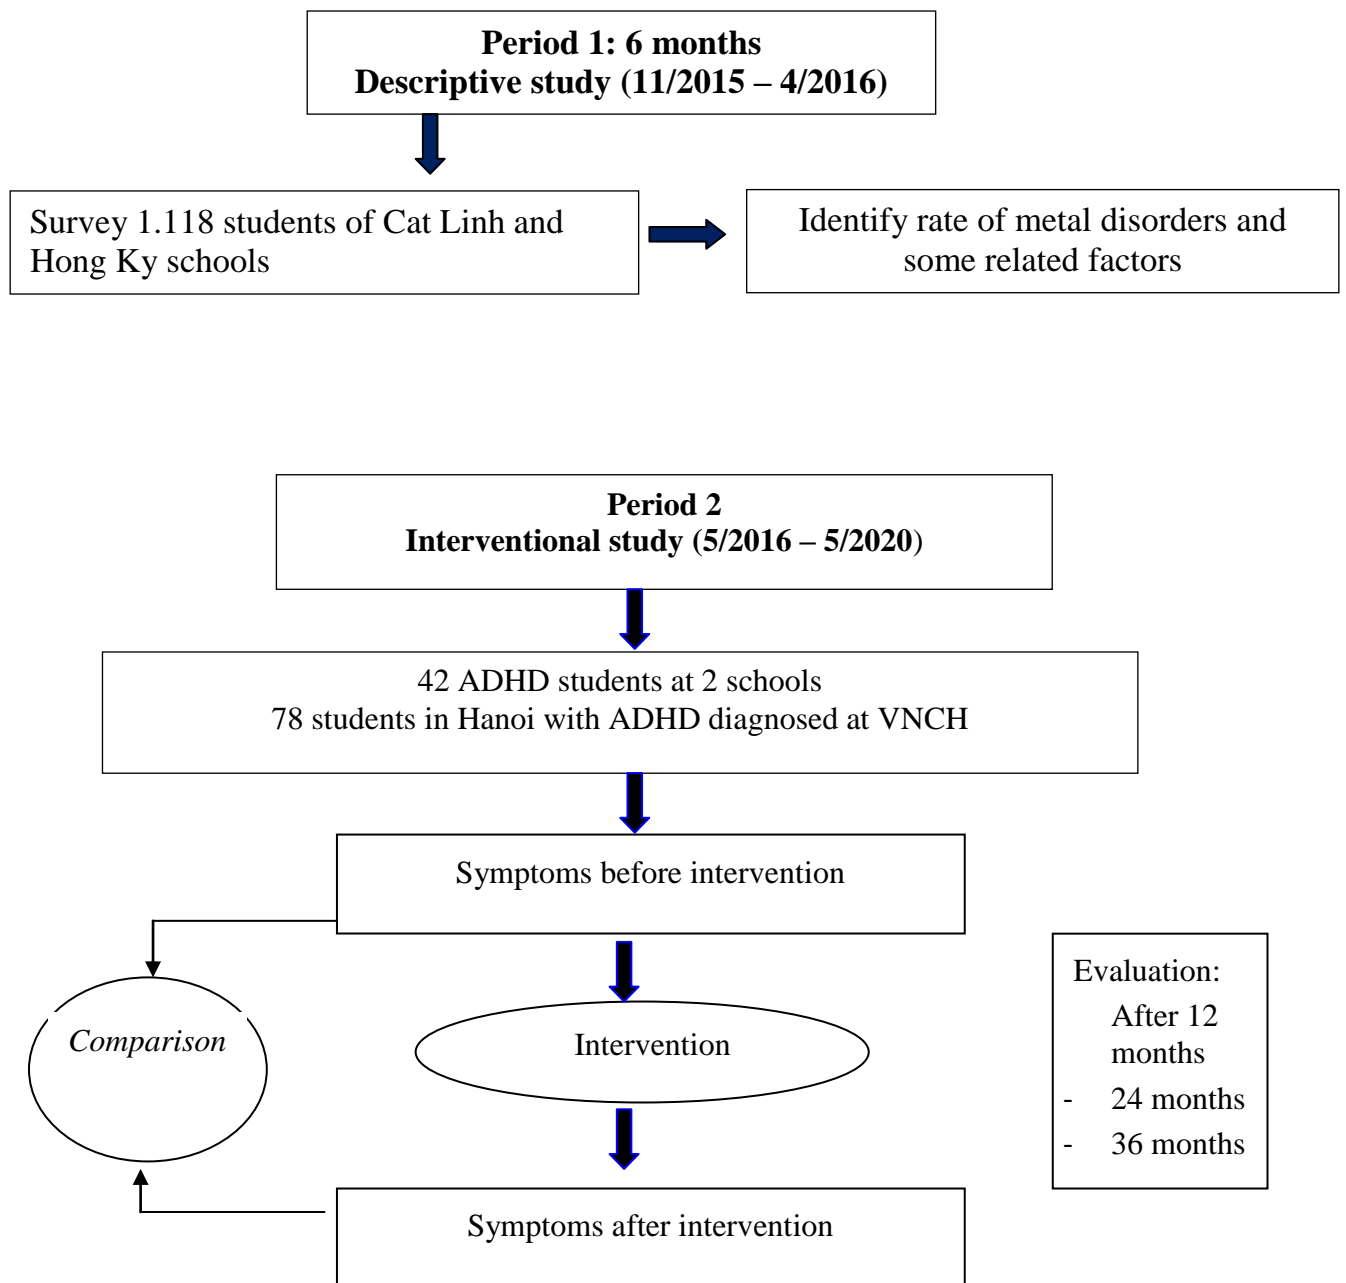 Period 1: 6 months
Descriptive study (11/2015 – 4/2016)
Survey 1.118 students of Cat Linh and
Hong Ky schools
Identify rate of metal disorders and
some related factors
Period 2
Interventional study (5/2016 – 5/2020)
42 ADHD students at 2 schools
78 students in Hanoi with ADHD diagnosed at VNCH
Symptoms before intervention
Comparison
Intervention
Evaluation:
After 12
months
- 24 months
- 36 months
Symptoms after intervention